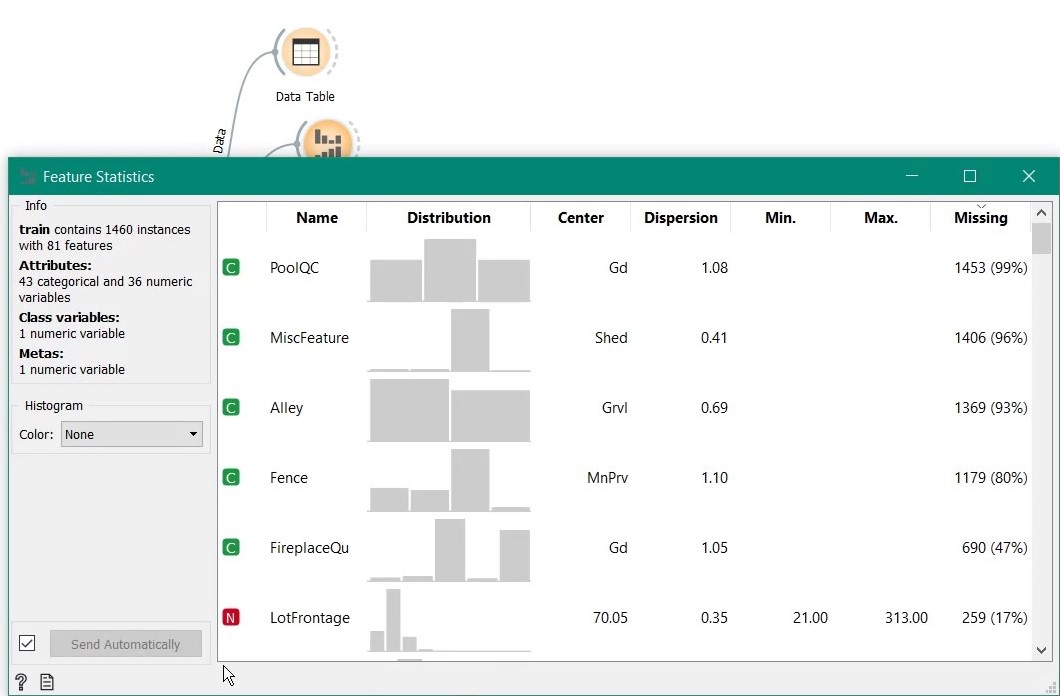 Data Table
Data
Feature Statistics
Info
train contains 1460 instances
with 81 features
Attributes:
43 categorical and 36 numeric
variables
Class variables:
1 numeric variable
Metas:
1 numeric variable
Histogram
Color: None
Send Automatically
Name Distribution Center Dispersion Min. Max. Missing
C PoolQC Gd 1.08 1453 (99%)
C MiscFeature Shed 0.41 1406 (96%)
C Alley Grvl 0.69 1369 (93%)
C Fence MnPrv 1.10 1179 (80%)
C FireplaceQu Gd 1.05 690 (47%)
N LotFrontage 70.05 0.35 21.00 313.00 259 (17%)
?